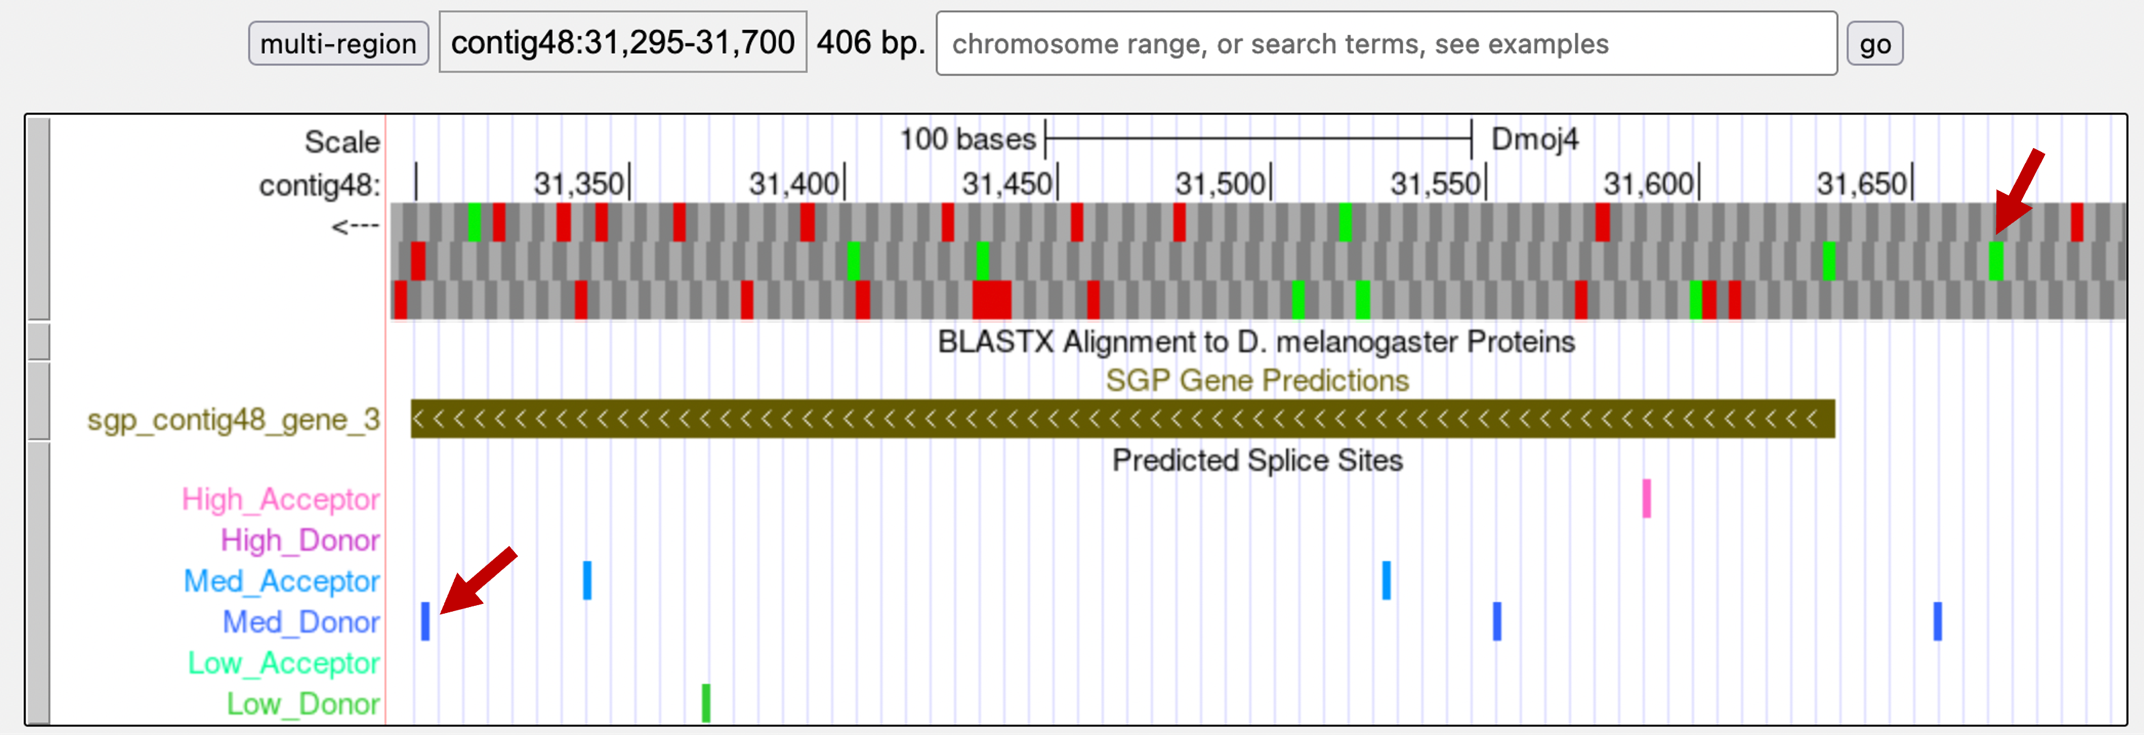 multi-region contig48:31,295-31,700 406 bp. chromosome range, or search terms, see examples go
Scale 100 bases Dmoj4
contig48: 31,350 31,400 31,450 31,500 31,550 31,600 31,650
<---
BLASTX Alignment to D. melanogaster Proteins
SGP Gene Predictions
sgp_contig48_gene_3
Predicted Splice Sites
High_Acceptor
High_Donor
Med_Acceptor
Med_Donor
Low_Acceptor
Low_Donor